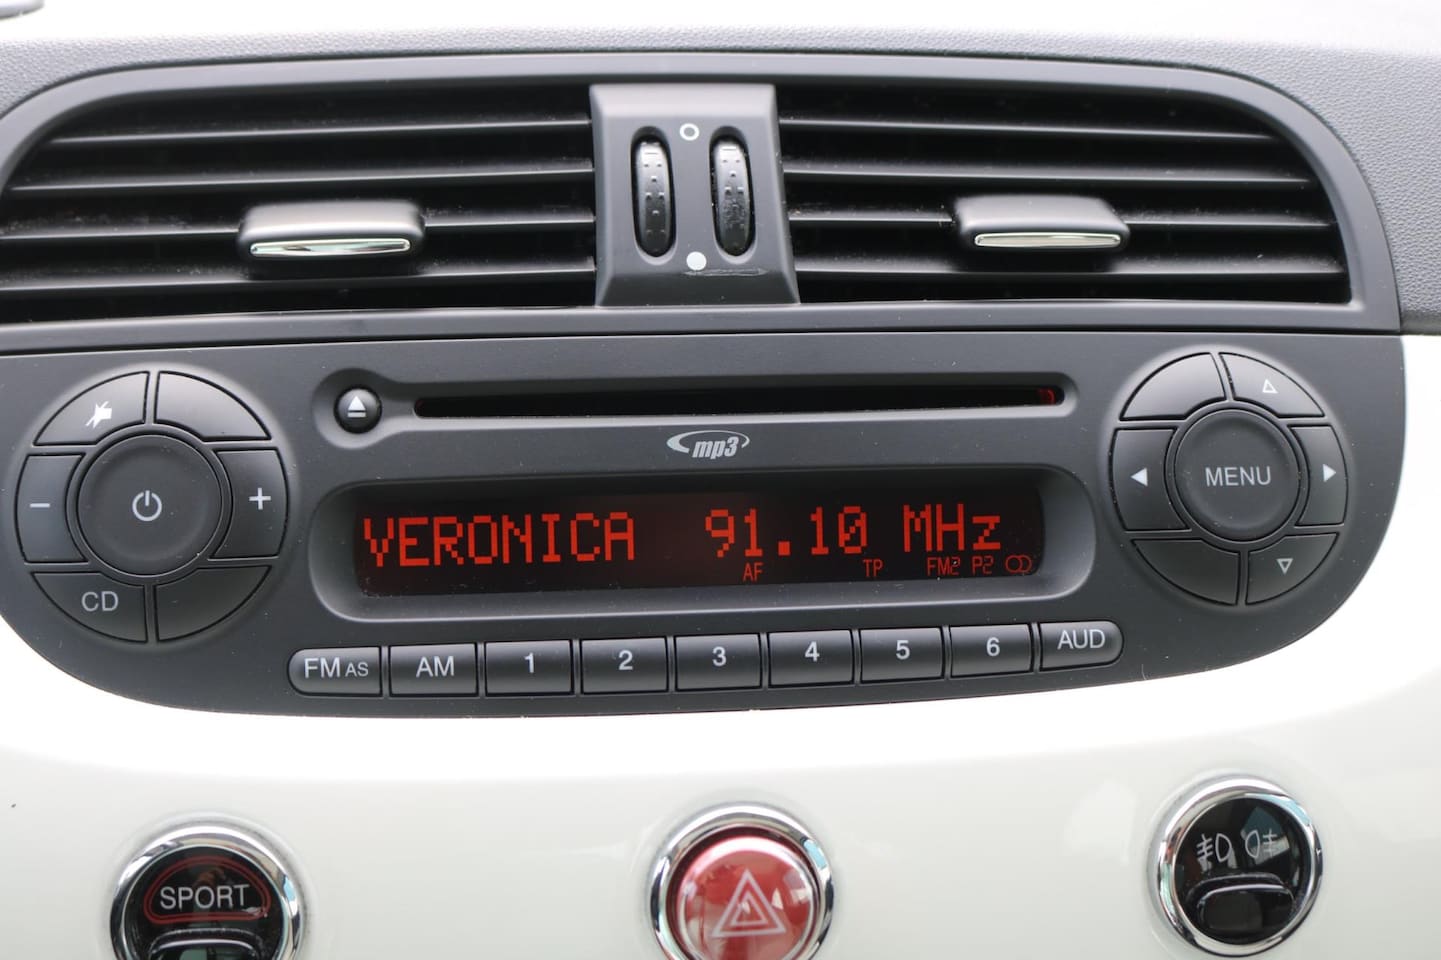 mp3
VERONICA 91.10 MHz
AF TP FM2 P2
MENU
CD
FM AS AM 1 2 3 4 5 6 AUD
SPORT